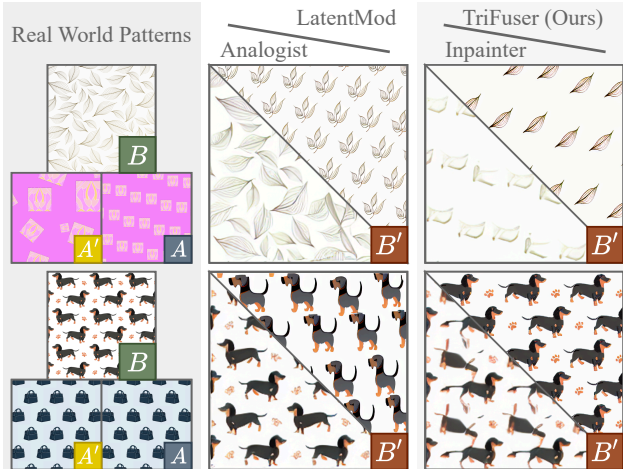 Real World Patterns
LatentMod
Analogist
TriFuser (Ours)
Inpainter
B
A′
A
B′
B′
B
A′
A
B′
B′